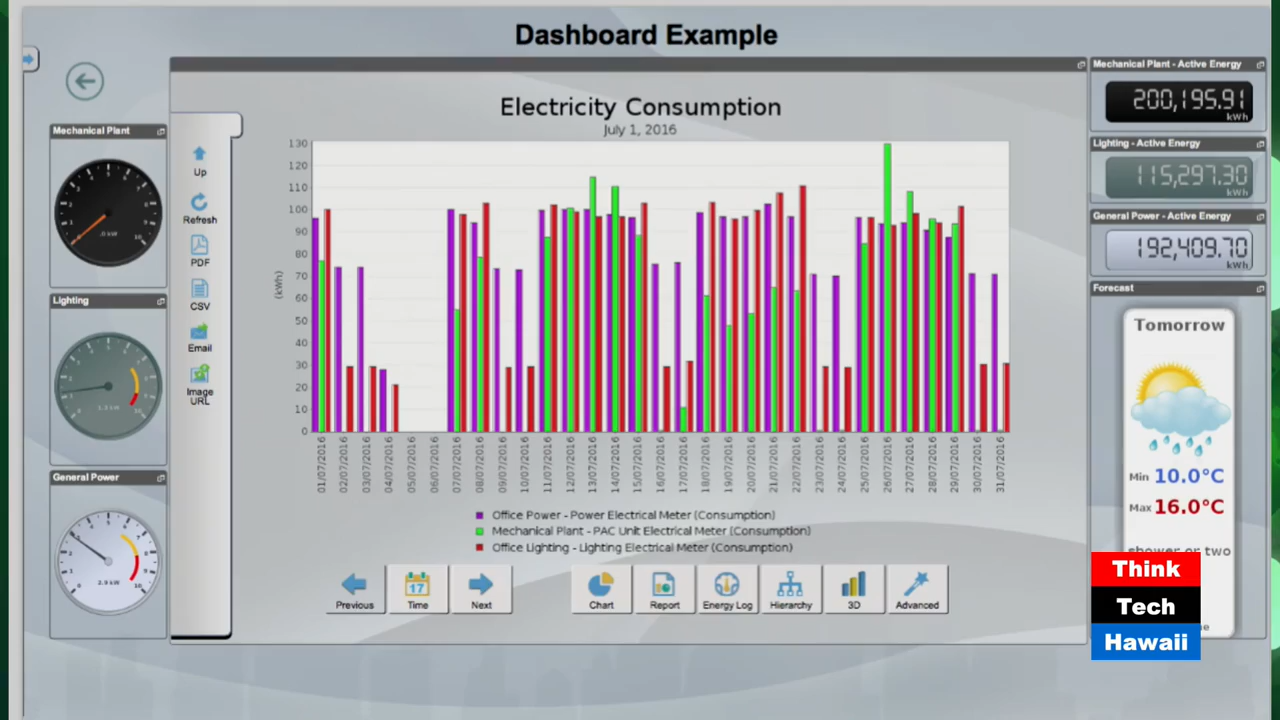 Dashboard Example
Mechanical Plant
.0 kW
Lighting
1.3 kW
General Power
2.9 kW
Up
Refresh
PDF
CSV
Email
Image
URL
Electricity Consumption
July 1, 2016
(kWh)
130
120
110
100
90
80
70
60
50
40
30
20
10
0
01/07/2016
02/07/2016
03/07/2016
04/07/2016
05/07/2016
06/07/2016
07/07/2016
08/07/2016
09/07/2016
10/07/2016
11/07/2016
12/07/2016
13/07/2016
14/07/2016
15/07/2016
16/07/2016
17/07/2016
18/07/2016
19/07/2016
20/07/2016
21/07/2016
22/07/2016
23/07/2016
24/07/2016
25/07/2016
26/07/2016
27/07/2016
28/07/2016
29/07/2016
30/07/2016
31/07/2016
Office Power - Power Electrical Meter (Consumption)
Mechanical Plant - PAC Unit Electrical Meter (Consumption)
Office Lighting - Lighting Electrical Meter (Consumption)
Previous
17
Time
Next
Chart
Report
Energy Log
Hierarchy
3D
Advanced
Mechanical Plant - Active Energy
200,195.91
kWh
Lighting - Active Energy
115,297.30
kWh
General Power - Active Energy
192,409.70
kWh
Forecast
Tomorrow
Min 10.0°C
Max 16.0°C
shower or two
Think
Tech
Hawaii